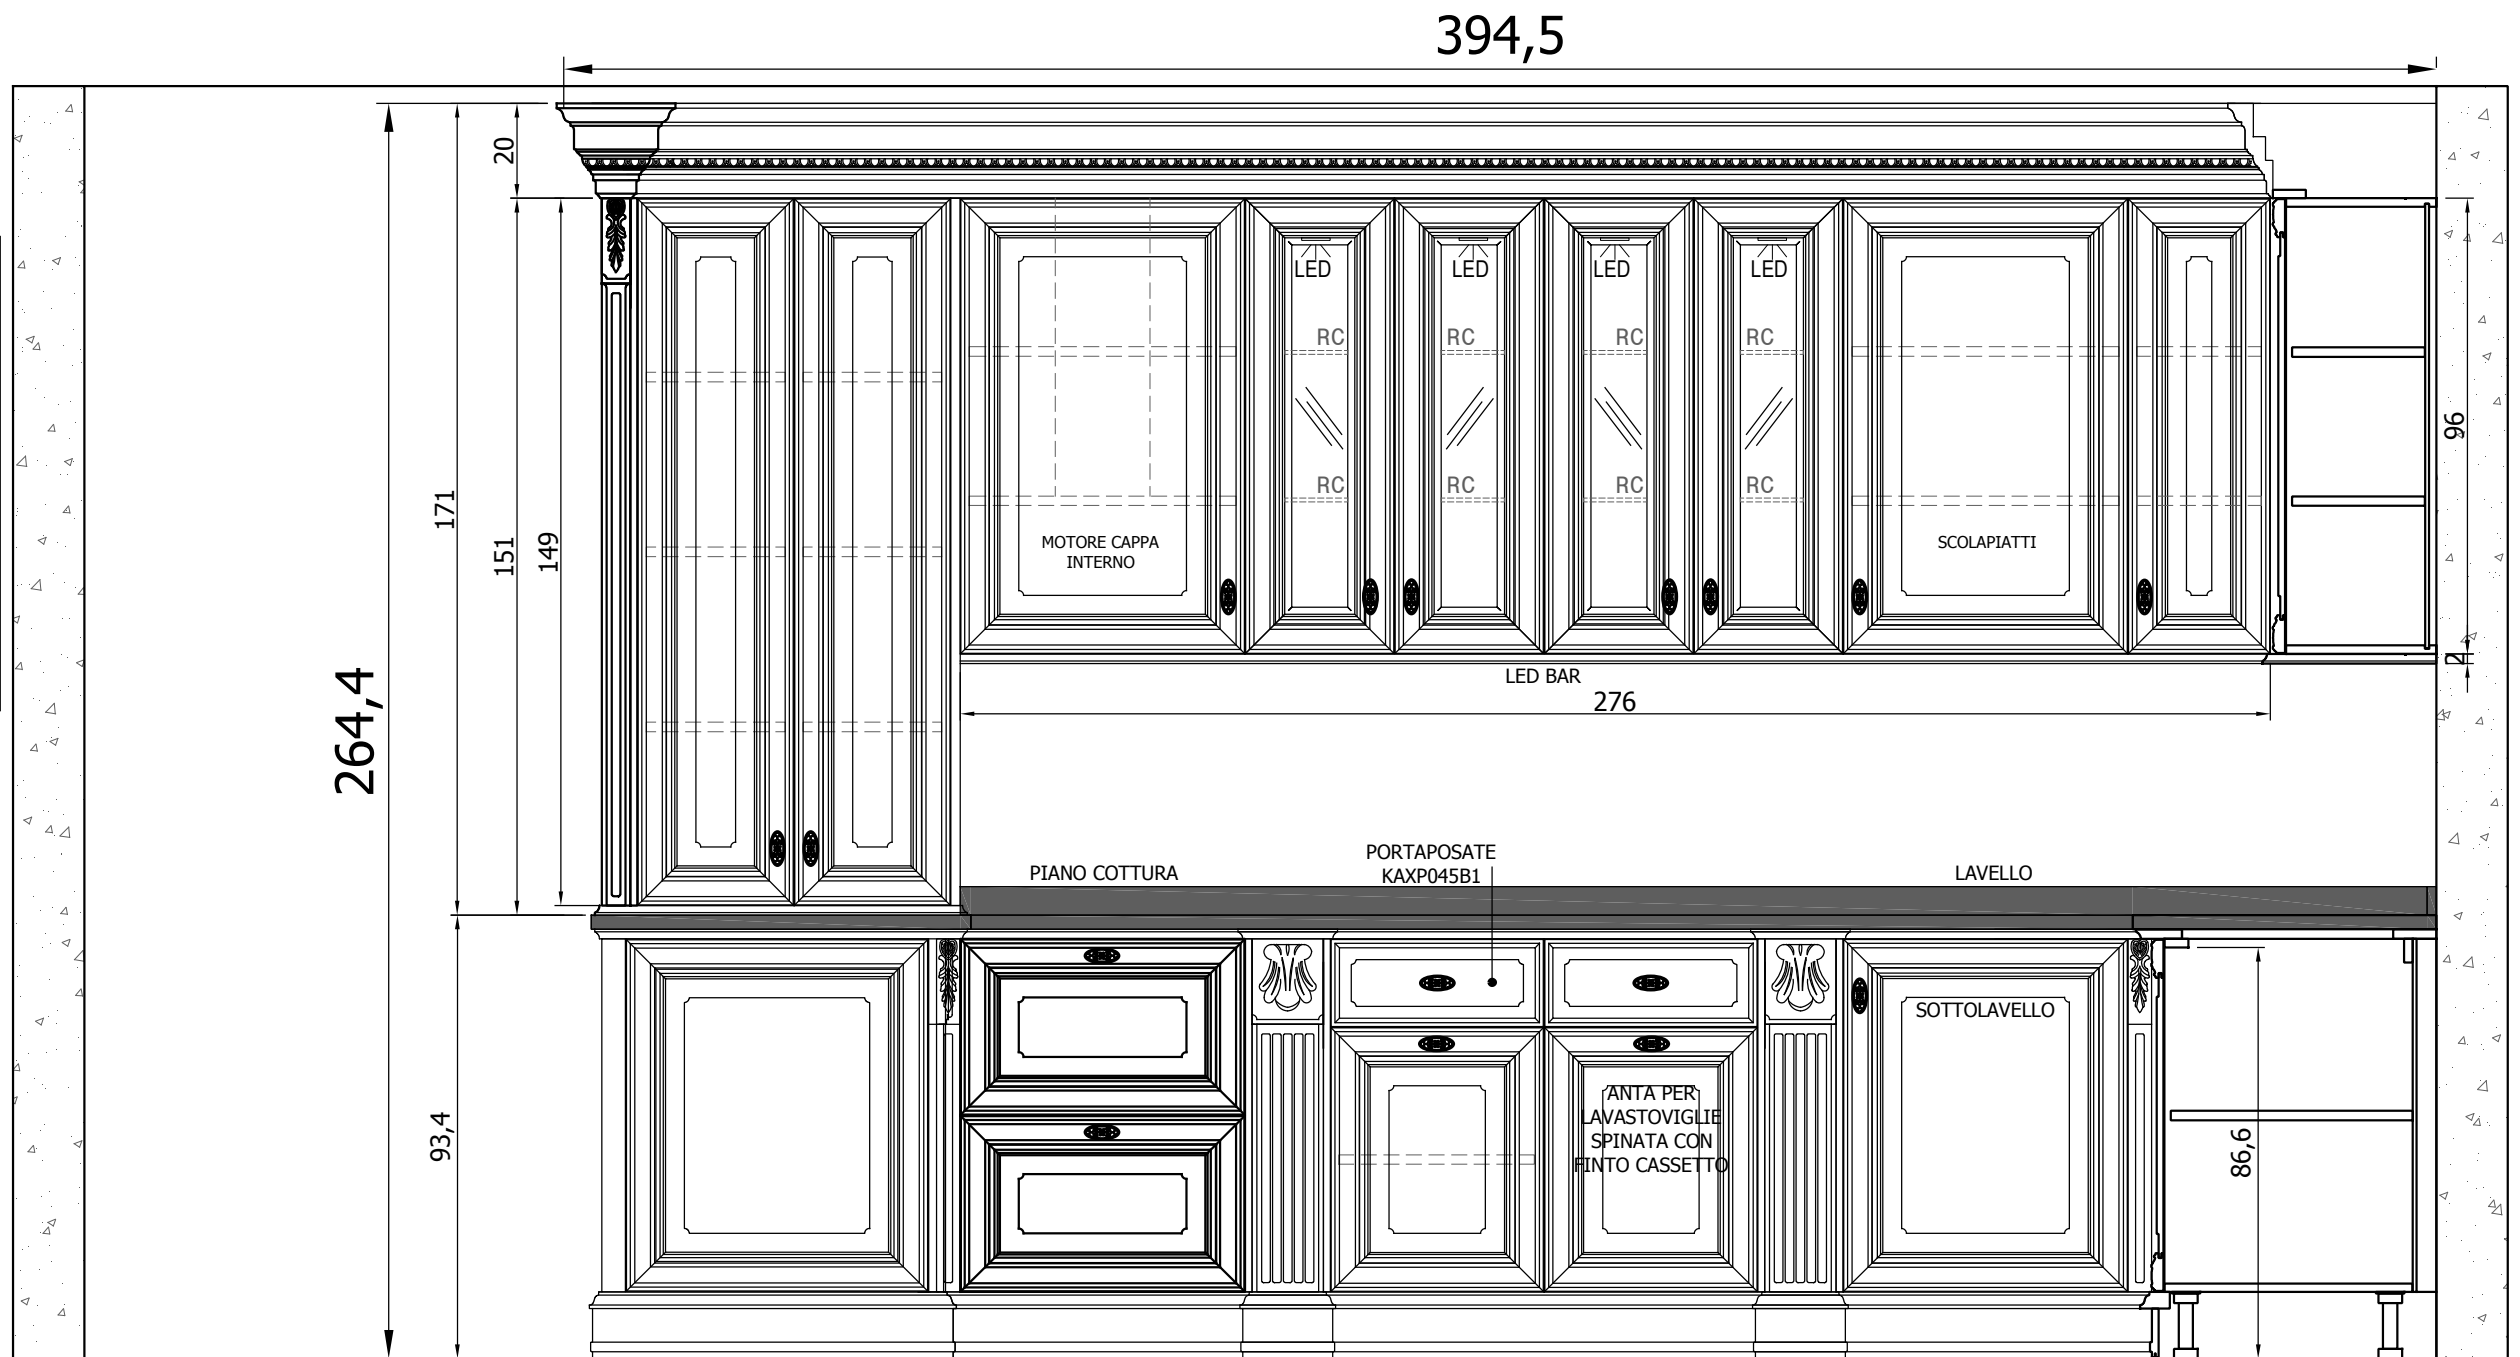 394,5
20
LED
LED
LED
LED
RC
RC
RC
RC
96
RC
RC
RC
RC
171
151
149
MOTORE CAPPA
INTERNO
SCOLAPIATTI
2
LED BAR
276
264,4
PORTAPOSATE
KAXP045B1
PIANO COTTURA
LAVELLO
SOTTOLAVELLO
ANTA PER
LAVASTOVIGLIE
SPINATA CON
FINTO CASSETTO
93,4
86,6